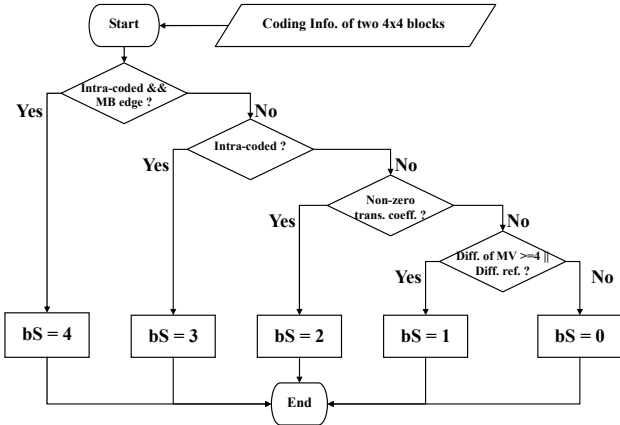 Start
Coding Info. of two 4x4 blocks
Intra-coded &&
MB edge ?
Yes
No
Intra-coded ?
Yes
No
Non-zero
trans. coeff. ?
Yes
No
Diff. of MV >=4 ||
Diff. ref. ?
Yes
No
bS = 4
bS = 3
bS = 2
bS = 1
bS = 0
End